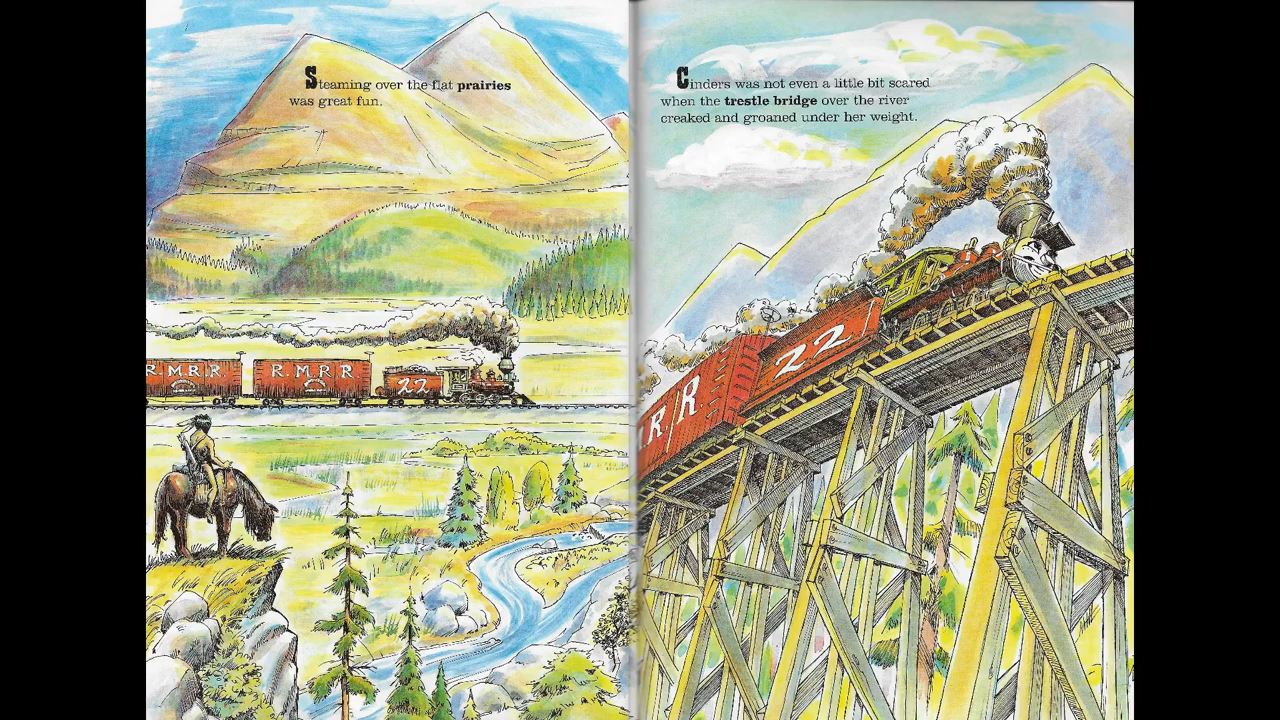 Steaming over the flat prairies
was great fun.
R.M.R R
R.M.R R
22
Cinders was not even a little bit scared
when the trestle bridge over the river
creaked and groaned under her weight.
22
R.R.